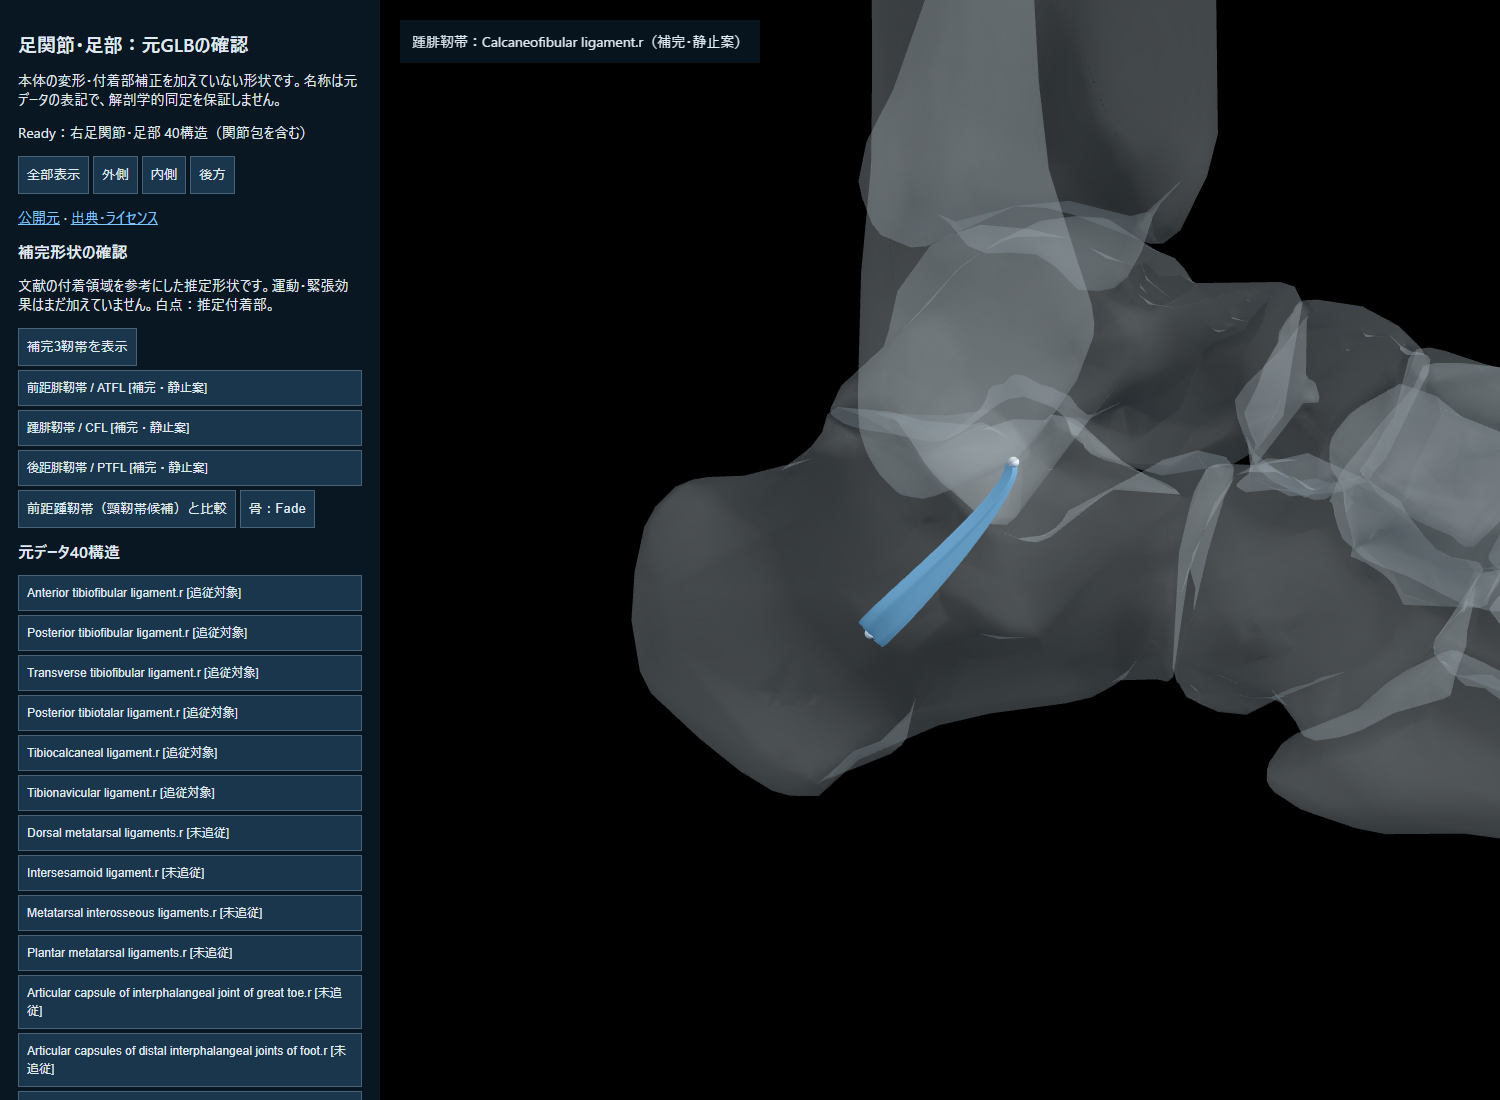 足関節・足部：元GLBの確認
本体の変形・付着部補正を加えていない形状です。名称は元
データの表記で、解剖学的同定を保証しません。
Ready：右足関節・足部 40構造（関節包を含む）
全部表示 外側 内側 後方
公開元 · 出典・ライセンス
補完形状の確認
文献の付着領域を参考にした推定形状です。運動・緊張効
果はまだ加えていません。白点：推定付着部。
補完3靭帯を表示
前距腓靭帯 / ATFL [補完・静止案]
踵腓靭帯 / CFL [補完・静止案]
後距腓靭帯 / PTFL [補完・静止案]
前距踵靭帯（頸靭帯候補）と比較 骨：Fade
元データ40構造
Anterior tibiofibular ligament.r [追従対象]
Posterior tibiofibular ligament.r [追従対象]
Transverse tibiofibular ligament.r [追従対象]
Posterior tibiotalar ligament.r [追従対象]
Tibiocalcaneal ligament.r [追従対象]
Tibionavicular ligament.r [追従対象]
Dorsal metatarsal ligaments.r [未追従]
Intersesamoid ligament.r [未追従]
Metatarsal interosseous ligaments.r [未追従]
Plantar metatarsal ligaments.r [未追従]
Articular capsule of interphalangeal joint of great toe.r [未追
従]
Articular capsules of distal interphalangeal joints of foot.r [未
追従]
踵腓靭帯：Calcaneofibular ligament.r（補完・静止案）